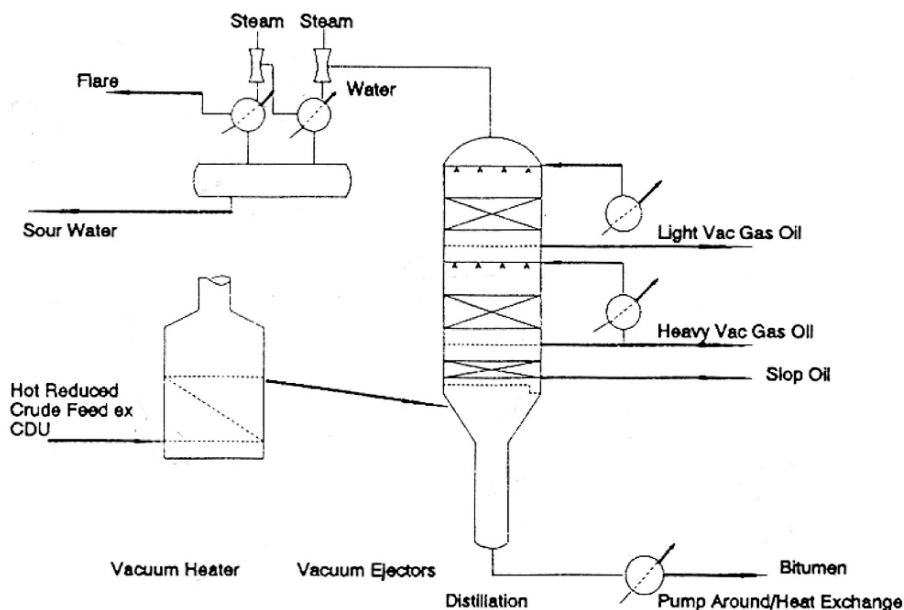 Steam Steam
Flare
Water
Sour Water
Light Vac Gas Oil
Heavy Vac Gas Oil
Slop Oil
Hot Reduced
Crude Feed ex
CDU
Vacuum Heater
Vacuum Ejectors
Distillation
Bitumen
Pump Around/Heat Exchange